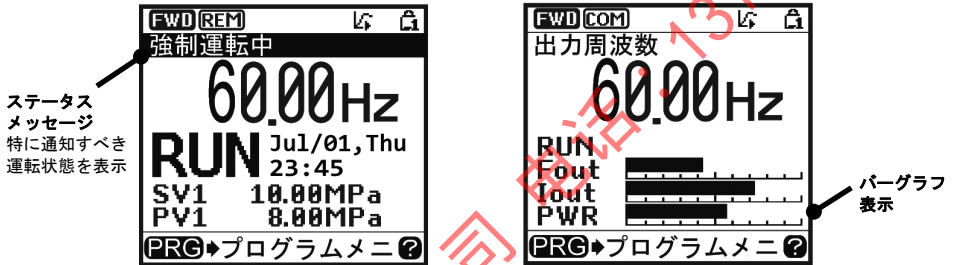 FWD REM
強制運転中
60.00Hz
RUN Jul/01,Thu
23:45
SV1 10.00MPa
PV1 8.00MPa
PRG➧プログラムメニ ?
ステータス
メッセージ
特に通知すべき
運転状態を表示
FWD COM
出力周波数
60.00Hz
RUN
Fout
Iout
PWR
PRG➧プログラムメニ ?
バーグラフ
表示
司 电话：131